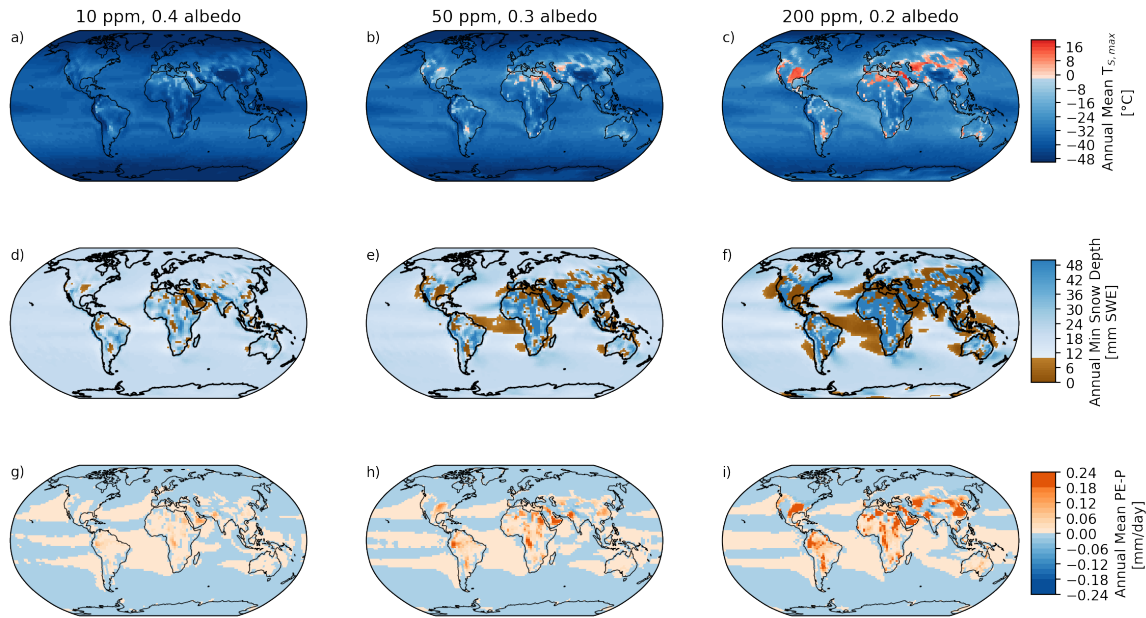 10 ppm, 0.4 albedo
50 ppm, 0.3 albedo
200 ppm, 0.2 albedo
a)
b)
c)
16
8
0
−8
−16
−24
−32
−40
−48
Annual Mean T_{S,max}
[°C]
d)
e)
f)
48
42
36
30
24
18
12
6
0
Annual Min Snow Depth
[mm SWE]
g)
h)
i)
0.24
0.18
0.12
0.06
0.00
−0.06
−0.12
−0.18
−0.24
Annual Mean PE-P
[mm/day]